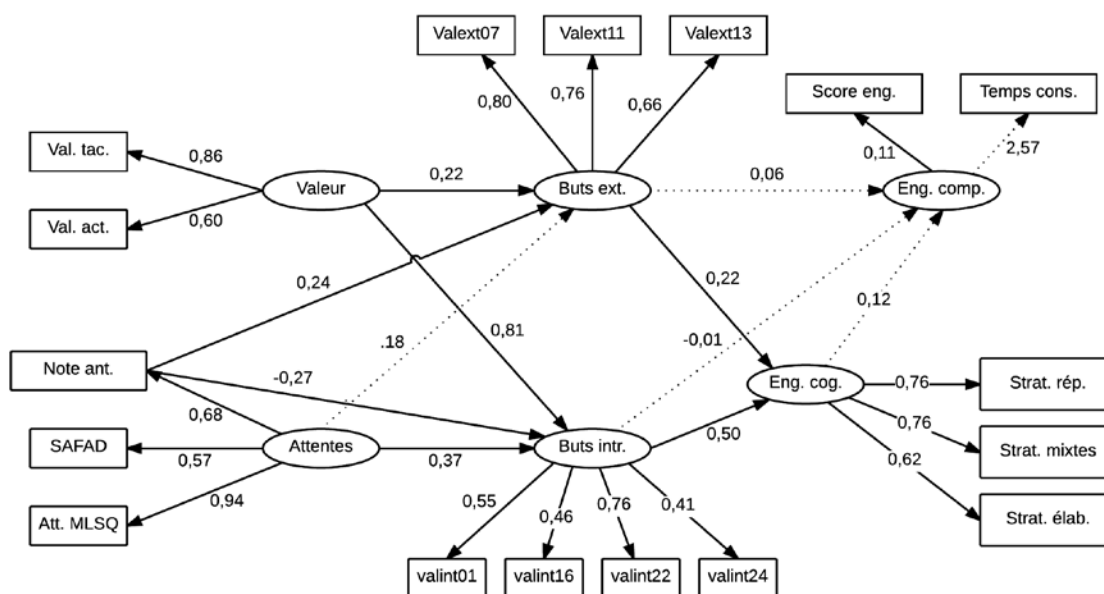 Valext07
Valext11
Valext13
0,80
0,76
0,66
Score eng.
Temps cons.
0,11
2,57
Val. tac.
0,86
Valeur
0,22
Buts ext.
0,06
Eng. comp.
Val. act.
0,60
0,24
0,22
0,12
.18
0,81
-0,01
Note ant.
-0,27
0,68
Eng. cog.
0,76
Strat. rép.
SAFAD
0,57
Attentes
0,37
Buts intr.
0,50
0,76
Strat. mixtes
0,62
0,94
Att. MLSQ
0,55
0,46
0,76
0,41
Strat. élab.
valint01
valint16
valint22
valint24